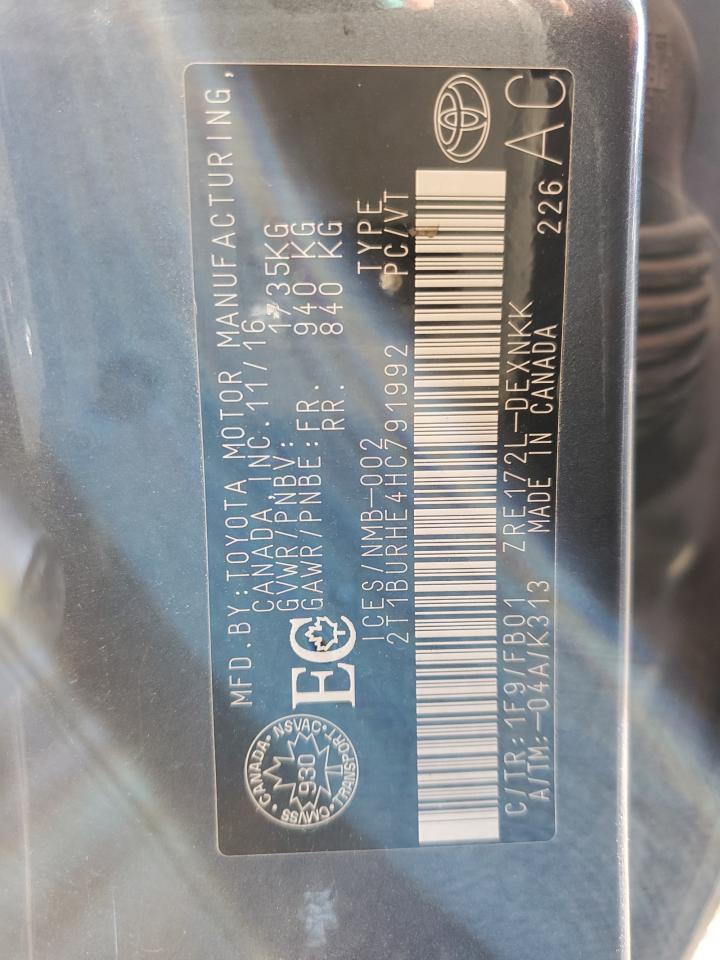 MFD.BY:TOYOTA MOTOR MANUFACTURING,
CANADA,INC.11/16
GVWR/PNBV: 1735KG
GAWR/PNBE:FR. 940 KG
RR. 840 KG
EC
ICES/NMB-002 TYPE
2T1BURHE4HC791992 PC/VT
CANADA • NSVAC • TRANSPORT • CMVSS
930
C/TR:1F9/FB01 ZRE172L-DEXNKK
A/TM:-04A/K313 MADE IN CANADA 226 AC